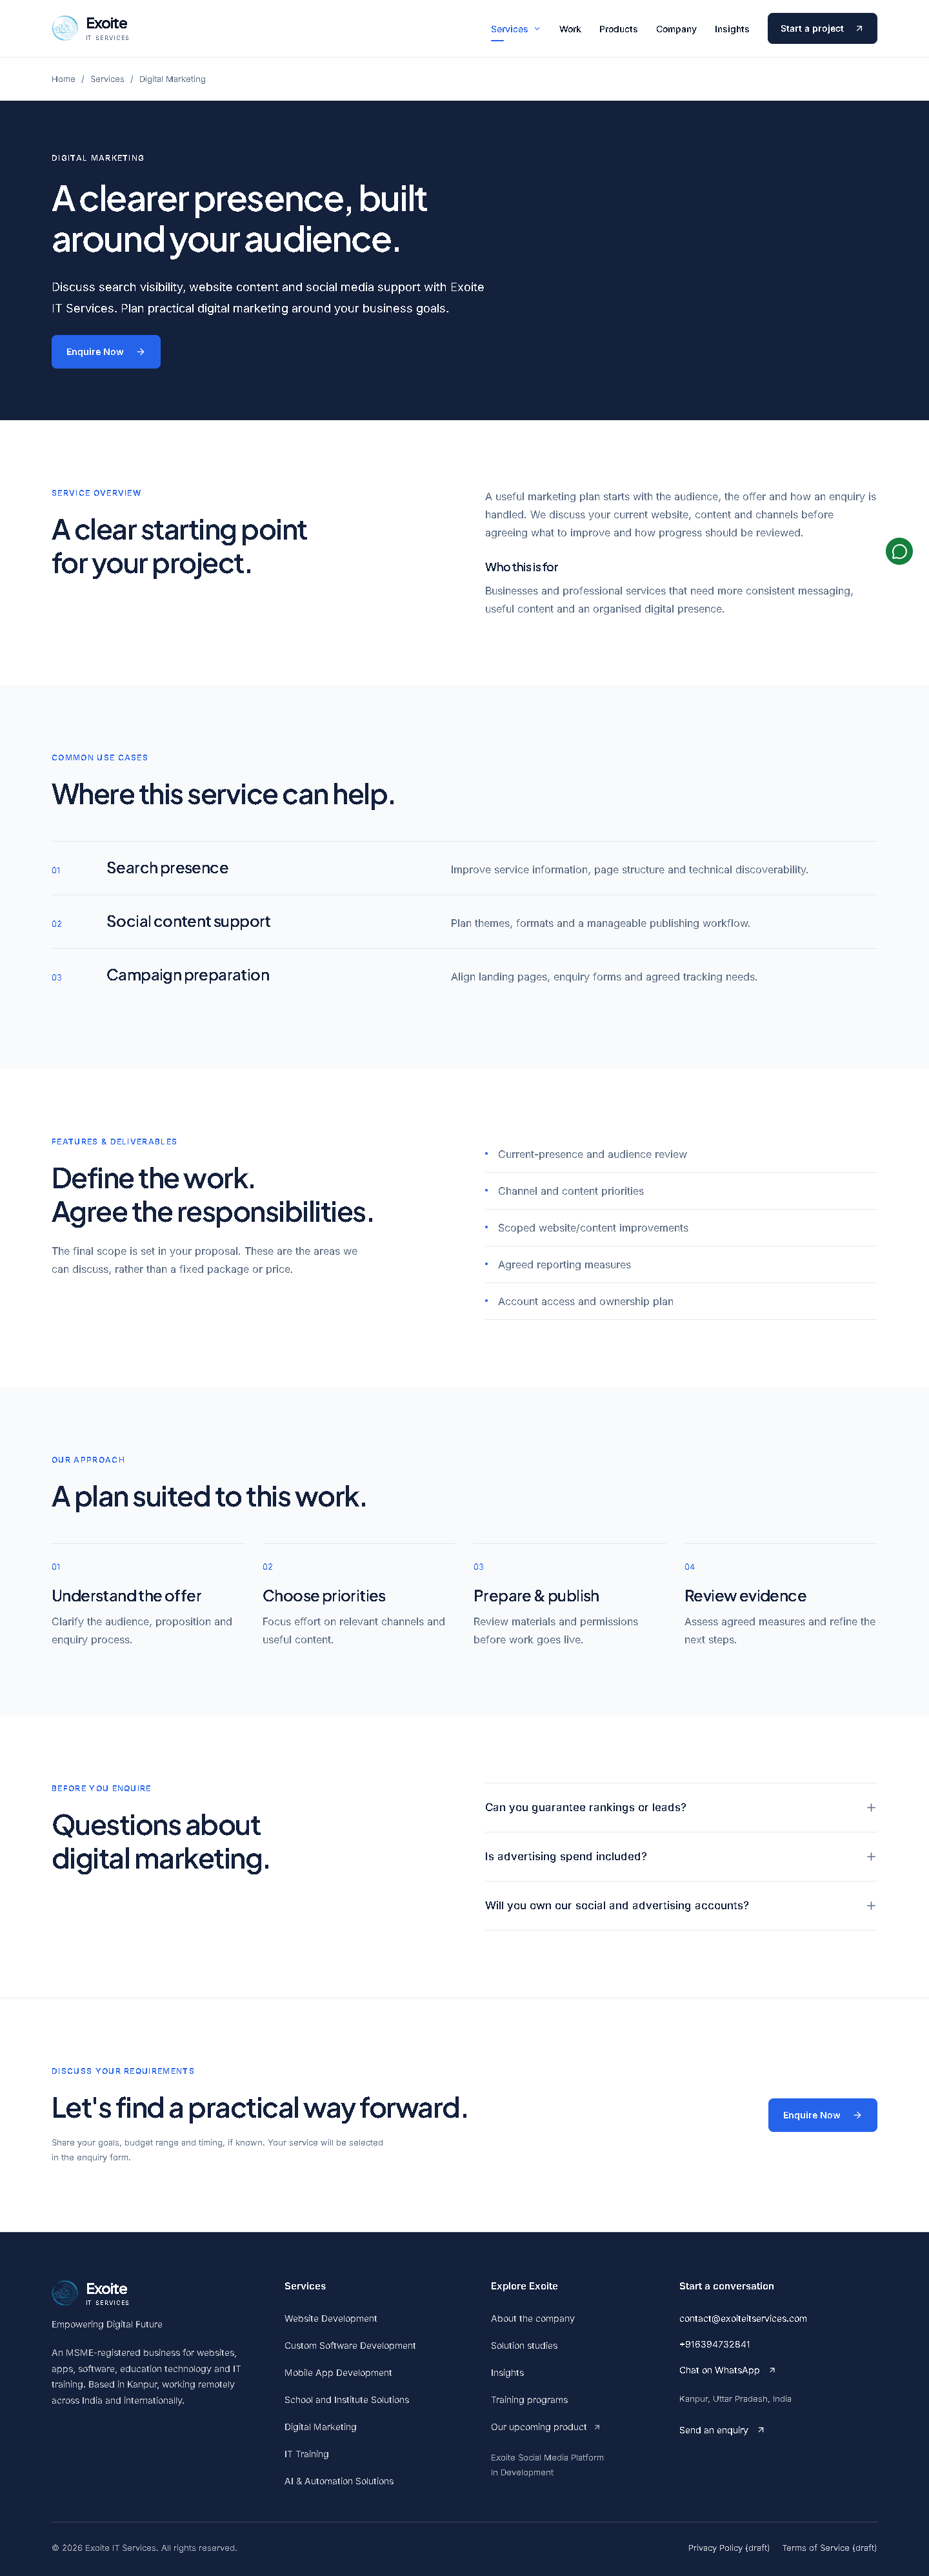 Exoite
IT SERVICES
Services
Work
Products
Company
Insights
Start a project
Home / Services / Digital Marketing
DIGITAL MARKETING
A clearer presence, built
around your audience.
Discuss search visibility, website content and social media support with Exoite
IT Services. Plan practical digital marketing around your business goals.
Enquire Now
SERVICE OVERVIEW
A clear starting point
for your project.
A useful marketing plan starts with the audience, the offer and how an enquiry is
handled. We discuss your current website, content and channels before
agreeing what to improve and how progress should be reviewed.
Who this is for
Businesses and professional services that need more consistent messaging,
useful content and an organised digital presence.
COMMON USE CASES
Where this service can help.
01
Search presence
Improve service information, page structure and technical discoverability.
02
Social content support
Plan themes, formats and a manageable publishing workflow.
03
Campaign preparation
Align landing pages, enquiry forms and agreed tracking needs.
FEATURES & DELIVERABLES
Define the work.
Agree the responsibilities.
The final scope is set in your proposal. These are the areas we
can discuss, rather than a fixed package or price.
• Current-presence and audience review
• Channel and content priorities
• Scoped website/content improvements
• Agreed reporting measures
• Account access and ownership plan
OUR APPROACH
A plan suited to this work.
01
Understand the offer
Clarify the audience, proposition and
enquiry process.
02
Choose priorities
Focus effort on relevant channels and
useful content.
03
Prepare & publish
Review materials and permissions
before work goes live.
04
Review evidence
Assess agreed measures and refine the
next steps.
BEFORE YOU ENQUIRE
Questions about
digital marketing.
Can you guarantee rankings or leads?
Is advertising spend included?
Will you own our social and advertising accounts?
DISCUSS YOUR REQUIREMENTS
Let's find a practical way forward.
Share your goals, budget range and timing, if known. Your service will be selected
in the enquiry form.
Enquire Now
Exoite
IT SERVICES
Empowering Digital Future
An MSME-registered business for websites,
apps, software, education technology and IT
training. Based in Kanpur, working remotely
across India and internationally.
Services
Website Development
Custom Software Development
Mobile App Development
School and Institute Solutions
Digital Marketing
IT Training
AI & Automation Solutions
Explore Exoite
About the company
Solution studies
Insights
Training programs
Our upcoming product
Exoite Social Media Platform
In Development
Start a conversation
contact@exoiteitservices.com
+916394732841
Chat on WhatsApp
Kanpur, Uttar Pradesh, India
Send an enquiry
© 2026 Exoite IT Services. All rights reserved.
Privacy Policy (draft)
Terms of Service (draft)